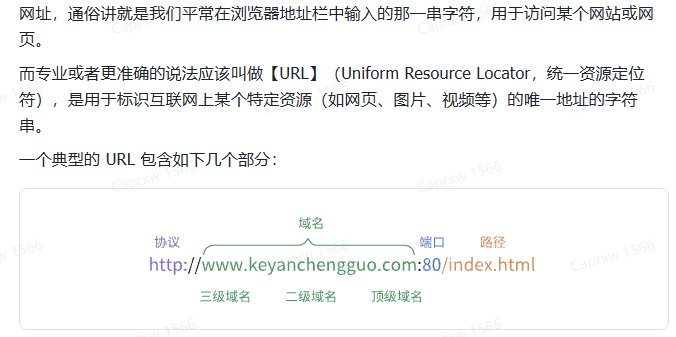 网址，通俗讲就是我们平常在浏览器地址栏中输入的那一串字符，用于访问某个网站或网
页。
而专业或者更准确的说法应该叫做【URL】（Uniform Resource Locator，统一资源定位
符），是用于标识互联网上某个特定资源（如网页、图片、视频等）的唯一地址的字符
串。
一个典型的 URL 包含如下几个部分：
域名
协议 端口 路径
http://www.keyanchengguo.com:80/index.html
三级域名 二级域名 顶级域名
Caprxw 1566